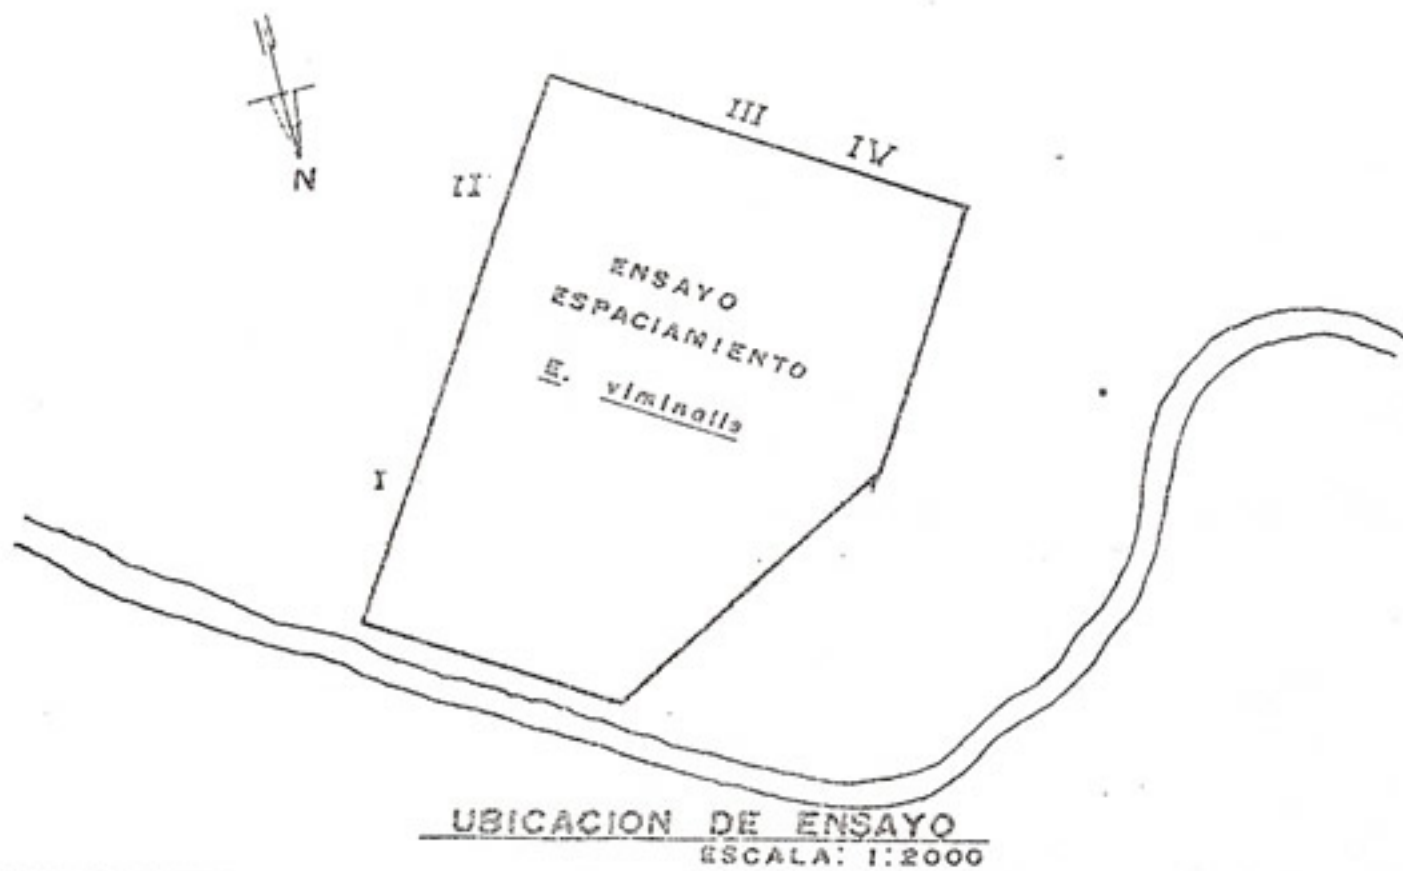 N
III
IV
II
ENSAYO
ESPACIAMIENTO
E. viminalis
I
UBICACION DE ENSAYO
ESCALA: 1:2000